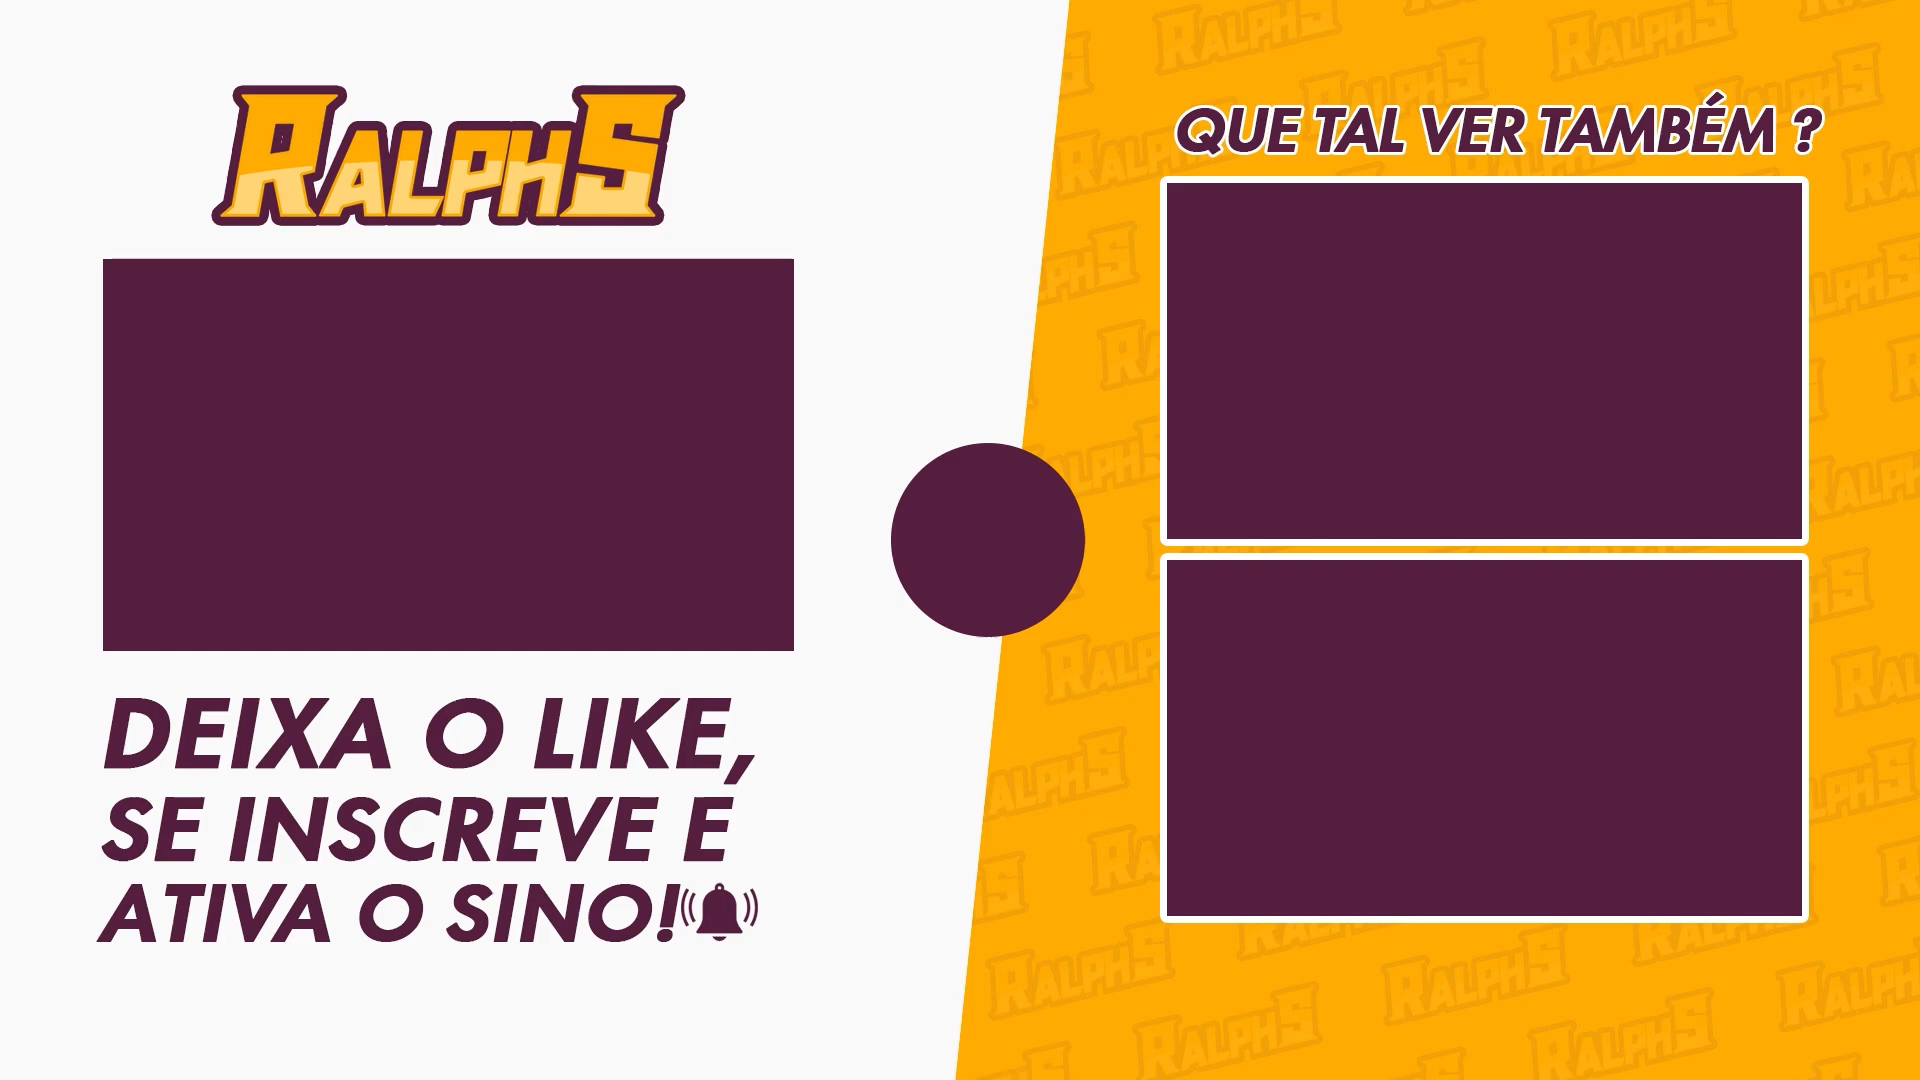 RALPHS
DEIXA O LIKE,
SE INSCREVE E
ATIVA O SINO!
QUE TAL VER TAMBÉM ?